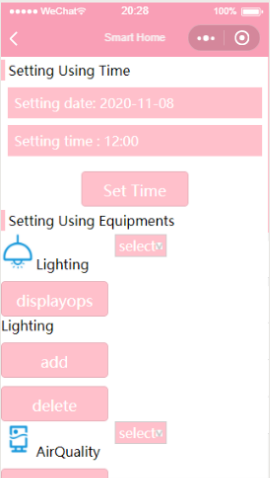 WeChat 20:28 100%
Smart Home
Setting Using Time
Setting date: 2020-11-08
Setting time : 12:00
Set Time
Setting Using Equipments
select
Lighting
displayops
Lighting
add
delete
select
AirQuality